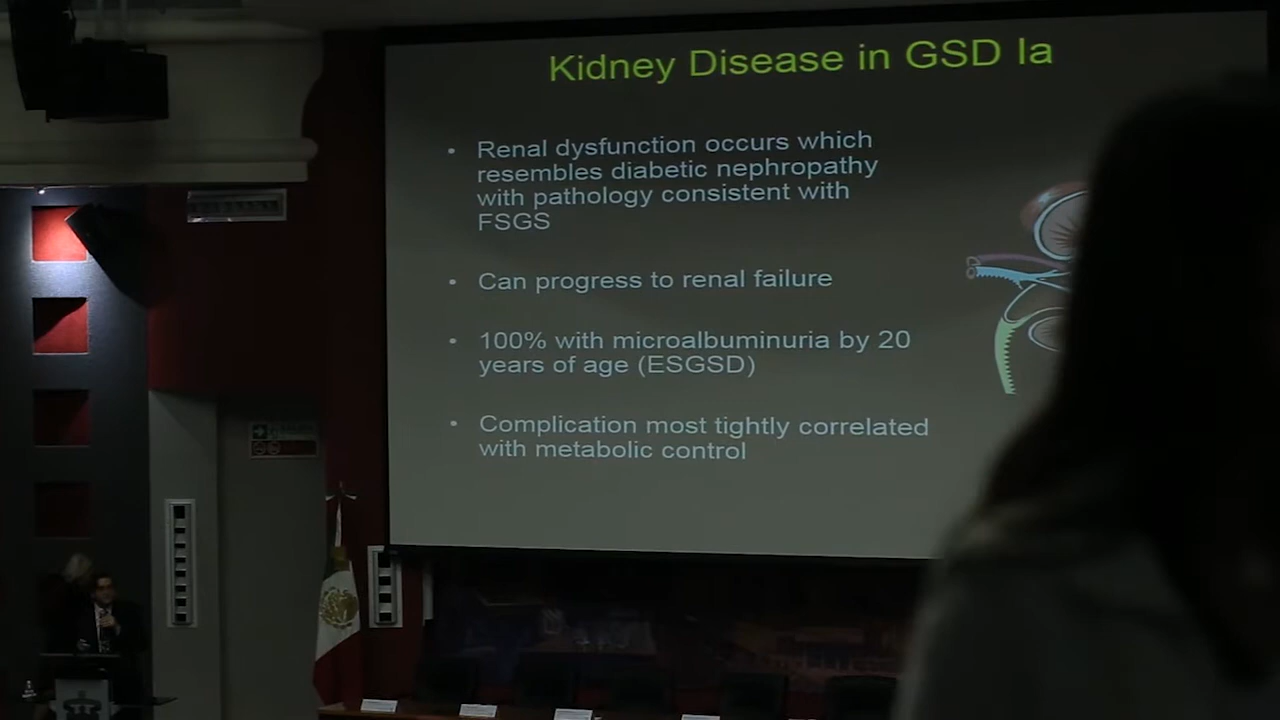 Kidney Disease in GSD Ia
• Renal dysfunction occurs which
resembles diabetic nephropathy
with pathology consistent with
FSGS
• Can progress to renal failure
• 100% with microalbuminuria by 20
years of age (ESGSD)
• Complication most tightly correlated
with metabolic control